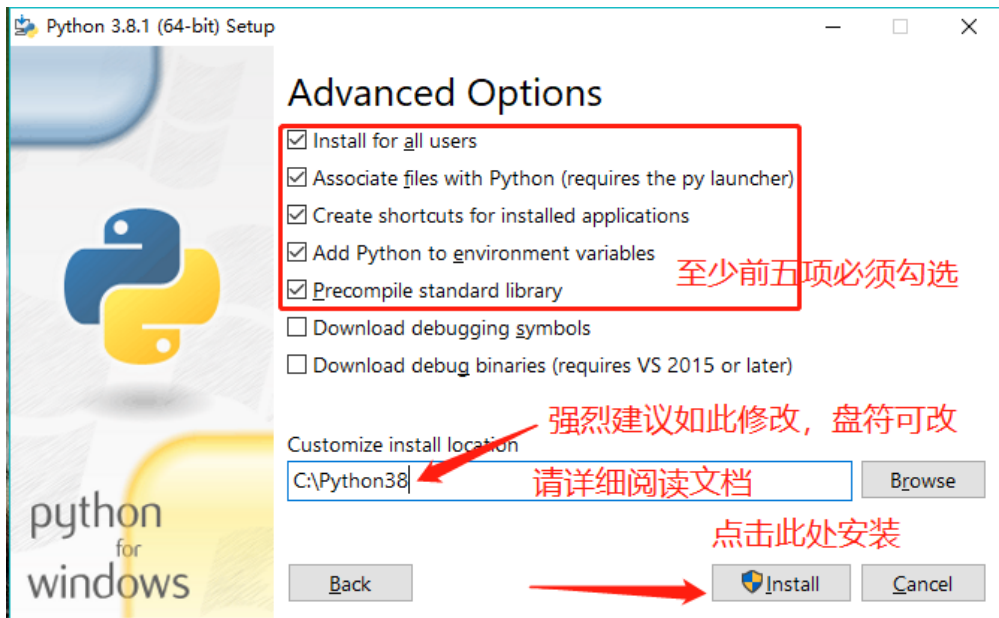 Python 3.8.1 (64-bit) Setup
Advanced Options
Install for all users
Associate files with Python (requires the py launcher)
Create shortcuts for installed applications
Add Python to environment variables
至少前五项必须勾选
Precompile standard library
Download debugging symbols
Download debug binaries (requires VS 2015 or later)
强烈建议如此修改，盘符可改
Customize install location
C:\Python38
请详细阅读文档
Browse
python
for
windows
点击此处安装
Back
Install
Cancel